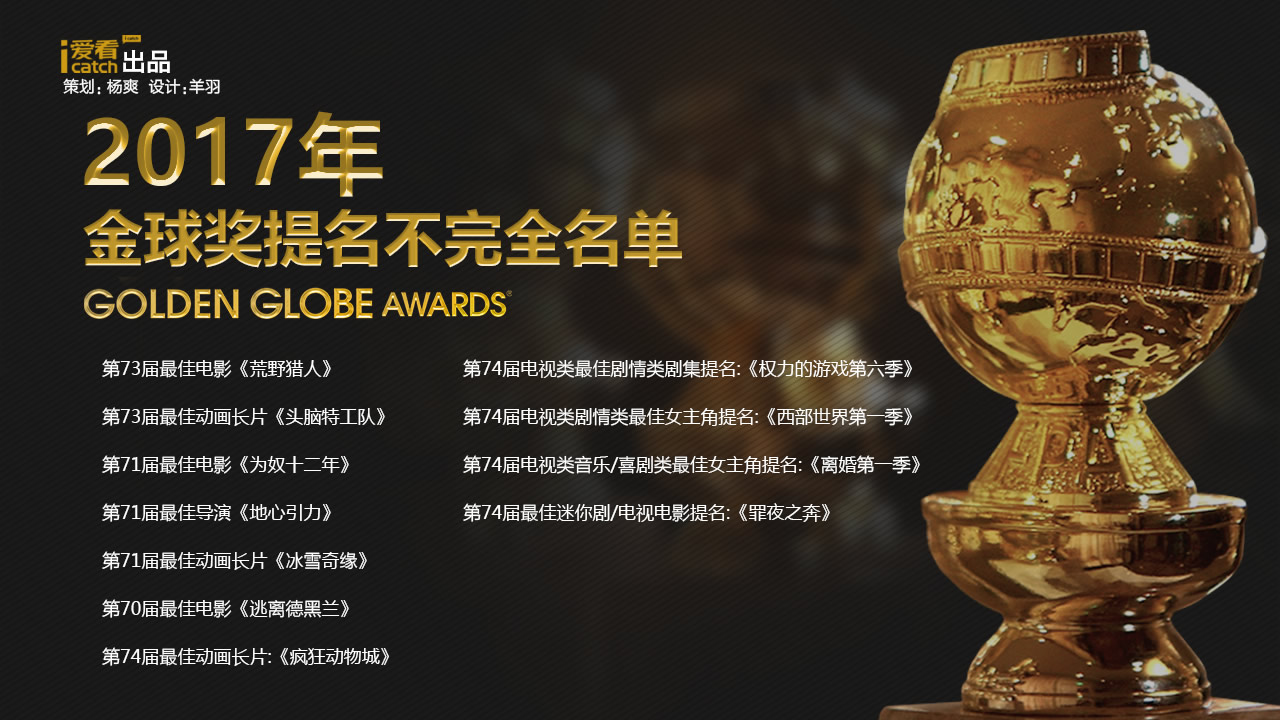 i爱看
catch 出品
策划：杨爽 设计：羊羽
2017年
金球奖提名不完全名单
GOLDEN GLOBE AWARDS®
第73届最佳电影《荒野猎人》
第73届最佳动画长片《头脑特工队》
第71届最佳电影《为奴十二年》
第71届最佳导演《地心引力》
第71届最佳动画长片《冰雪奇缘》
第70届最佳电影《逃离德黑兰》
第74届最佳动画长片:《疯狂动物城》
第74届电视类最佳剧情类剧集提名:《权力的游戏第六季》
第74届电视类剧情类最佳女主角提名:《西部世界第一季》
第74届电视类音乐/喜剧类最佳女主角提名:《离婚第一季》
第74届最佳迷你剧/电视电影提名:《罪夜之奔》